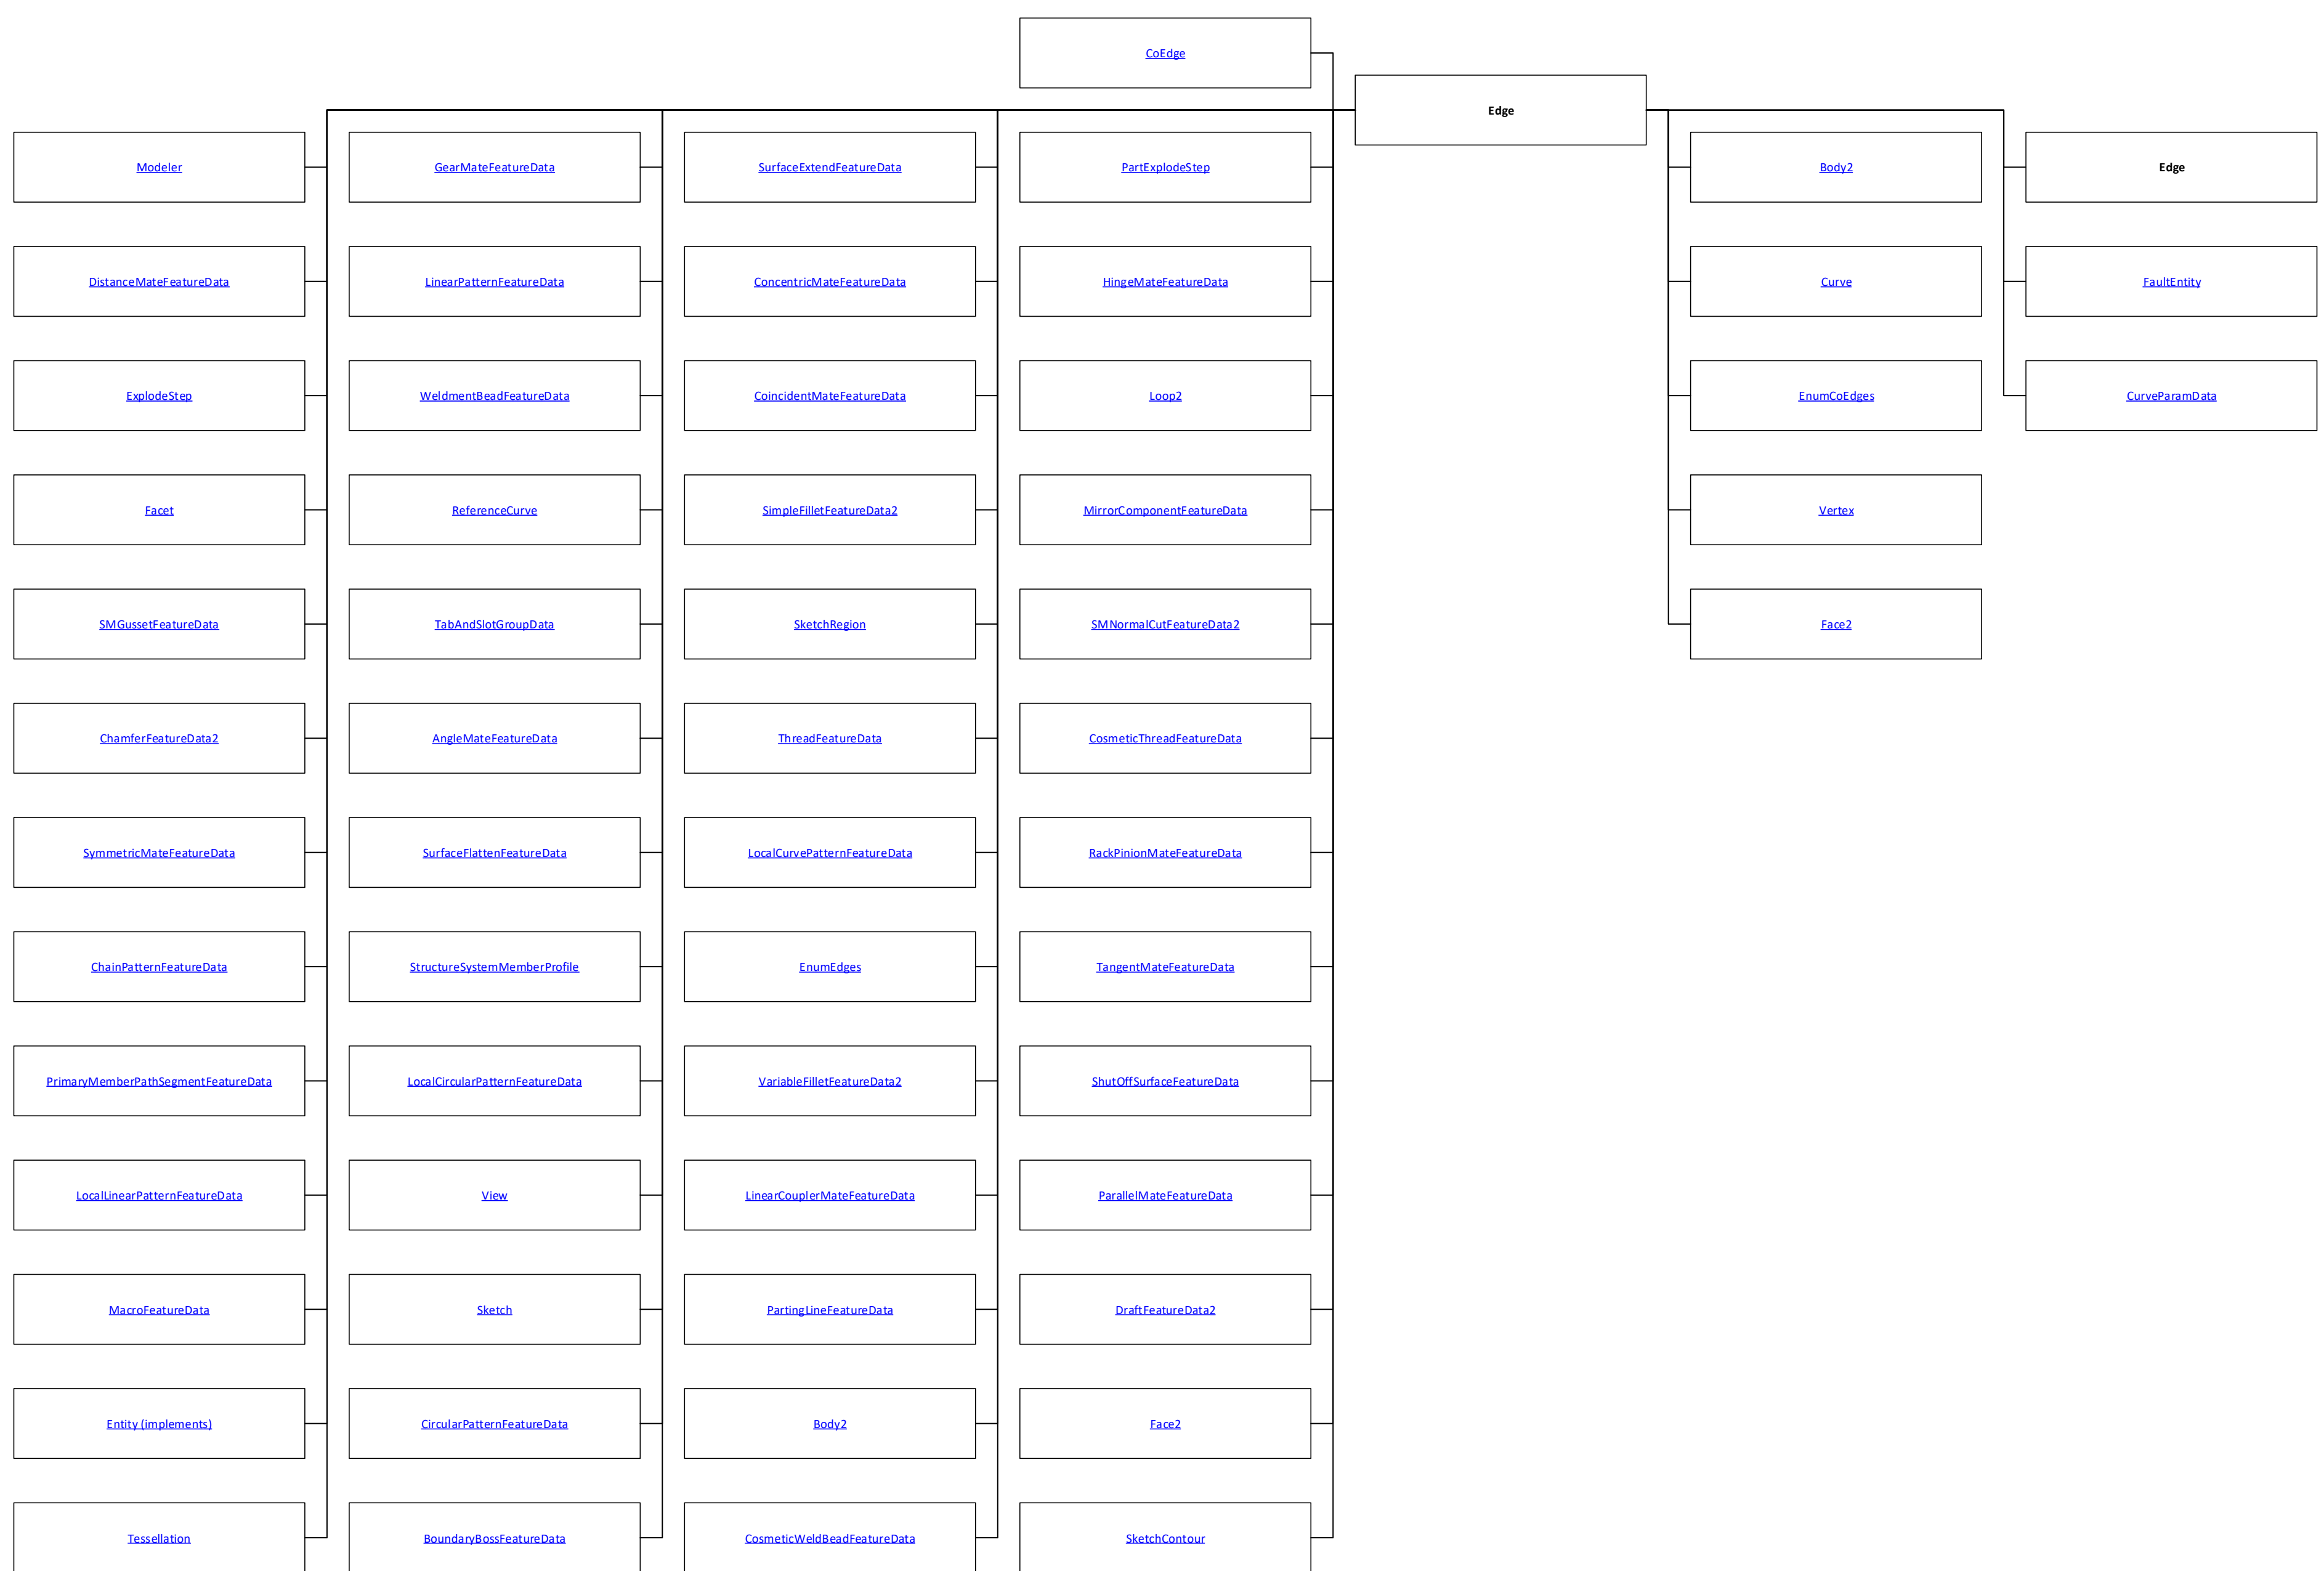 CoEdge
Edge
Modeler
GearMateFeatureData
SurfaceExtendFeatureData
PartExplodeStep
Body2
Edge
DistanceMateFeatureData
LinearPatternFeatureData
ConcentricMateFeatureData
HingeMateFeatureData
Curve
FaultEntity
ExplodeStep
WeldmentBeadFeatureData
CoincidentMateFeatureData
Loop2
EnumCoEdges
CurveParamData
Facet
ReferenceCurve
SimpleFilletFeatureData2
MirrorComponentFeatureData
Vertex
SMGussetFeatureData
TabAndSlotGroupData
SketchRegion
SMNormalCutFeatureData2
Face2
ChamferFeatureData2
AngleMateFeatureData
ThreadFeatureData
CosmeticThreadFeatureData
SymmetricMateFeatureData
SurfaceFlattenFeatureData
LocalCurvePatternFeatureData
RackPinionMateFeatureData
ChainPatternFeatureData
StructureSystemMemberProfile
EnumEdges
TangentMateFeatureData
PrimaryMemberPathSegmentFeatureData
LocalCircularPatternFeatureData
VariableFilletFeatureData2
ShutOffSurfaceFeatureData
LocalLinearPatternFeatureData
View
LinearCouplerMateFeatureData
ParallelMateFeatureData
MacroFeatureData
Sketch
PartingLineFeatureData
DraftFeatureData2
Entity (implements)
CircularPatternFeatureData
Body2
Face2
Tessellation
BoundaryBossFeatureData
CosmeticWeldBeadFeatureData
SketchContour